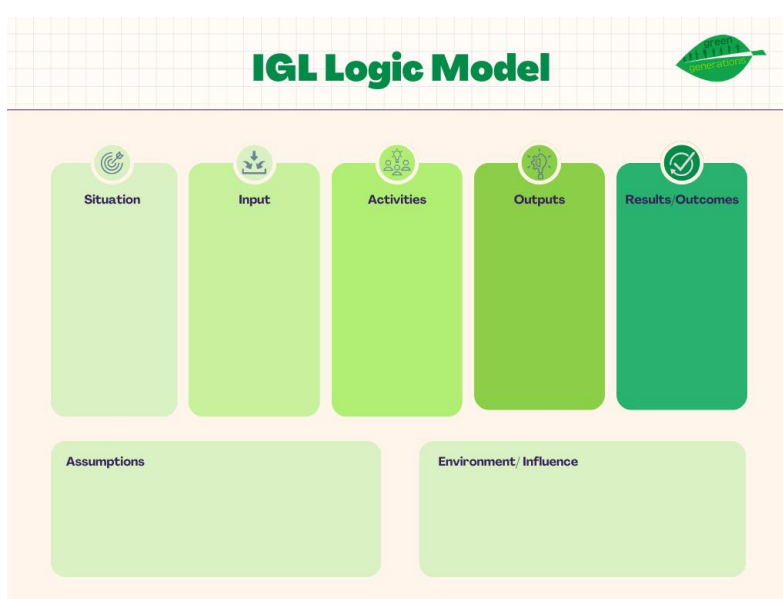 IGL Logic Model
green
generations
Situation
Input
Activities
Outputs
Results/Outcomes
Assumptions
Environment/ Influence